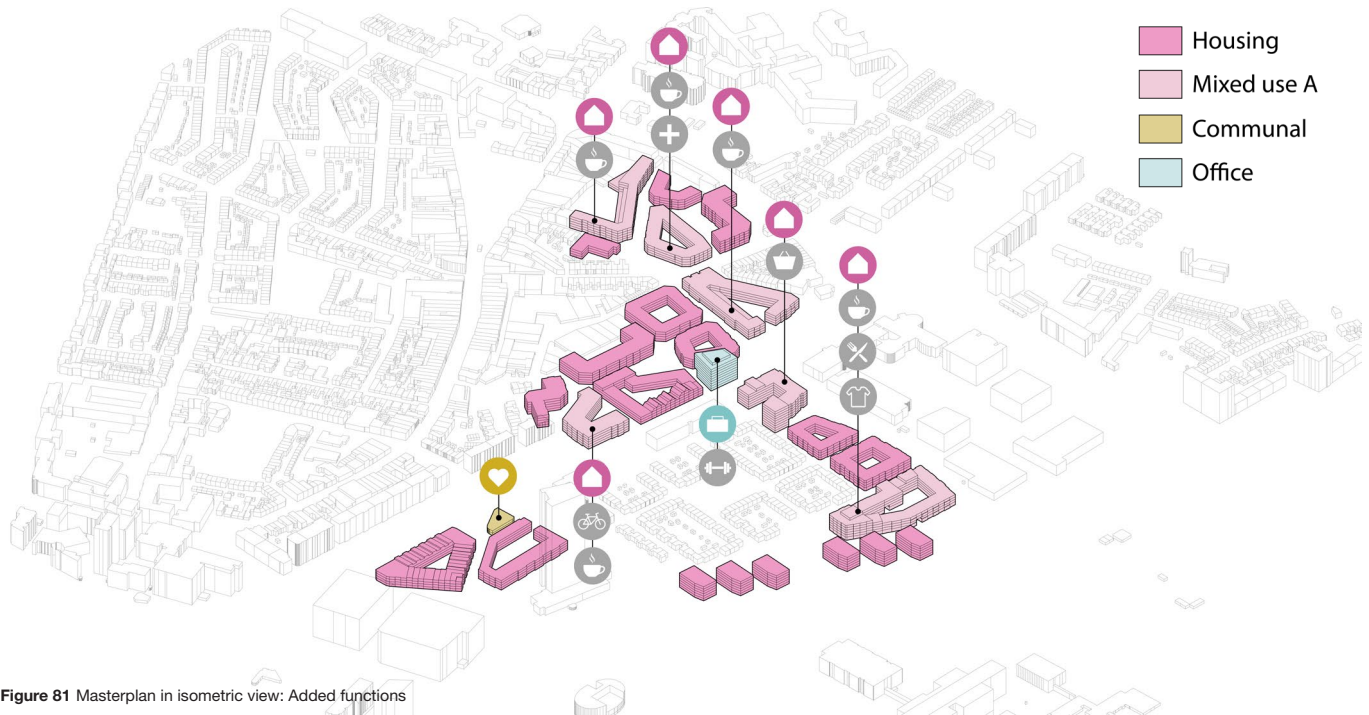 Housing
Mixed use A
Communal
Office
Figure 81 Masterplan in isometric view: Added functions